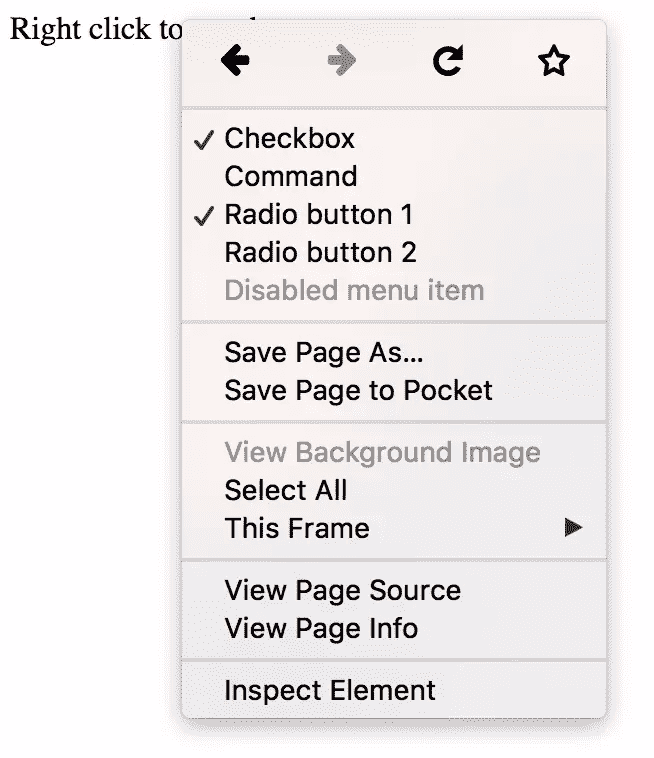 Right click to
Checkbox
Command
Radio button 1
Radio button 2
Disabled menu item
Save Page As...
Save Page to Pocket
View Background Image
Select All
This Frame
View Page Source
View Page Info
Inspect Element